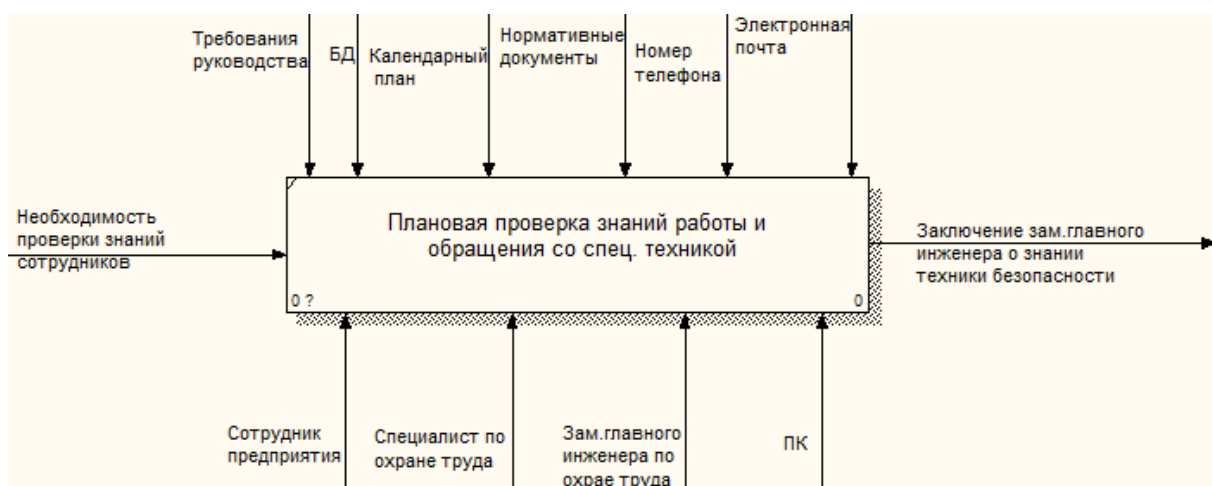 Требования
руководства
БД
Календарный
план
Нормативные
документы
Номер
телефона
Электронная
почта
Необходимость
проверки знаний
сотрудников
Плановая проверка знаний работы и
обращения со спец. техникой
0 ?
0
Заключение зам.главного
инженера о знании
техники безопасности
Сотрудник
предприятия
Специалист по
охране труда
Зам.главного
инженера по
охрае труда
ПК